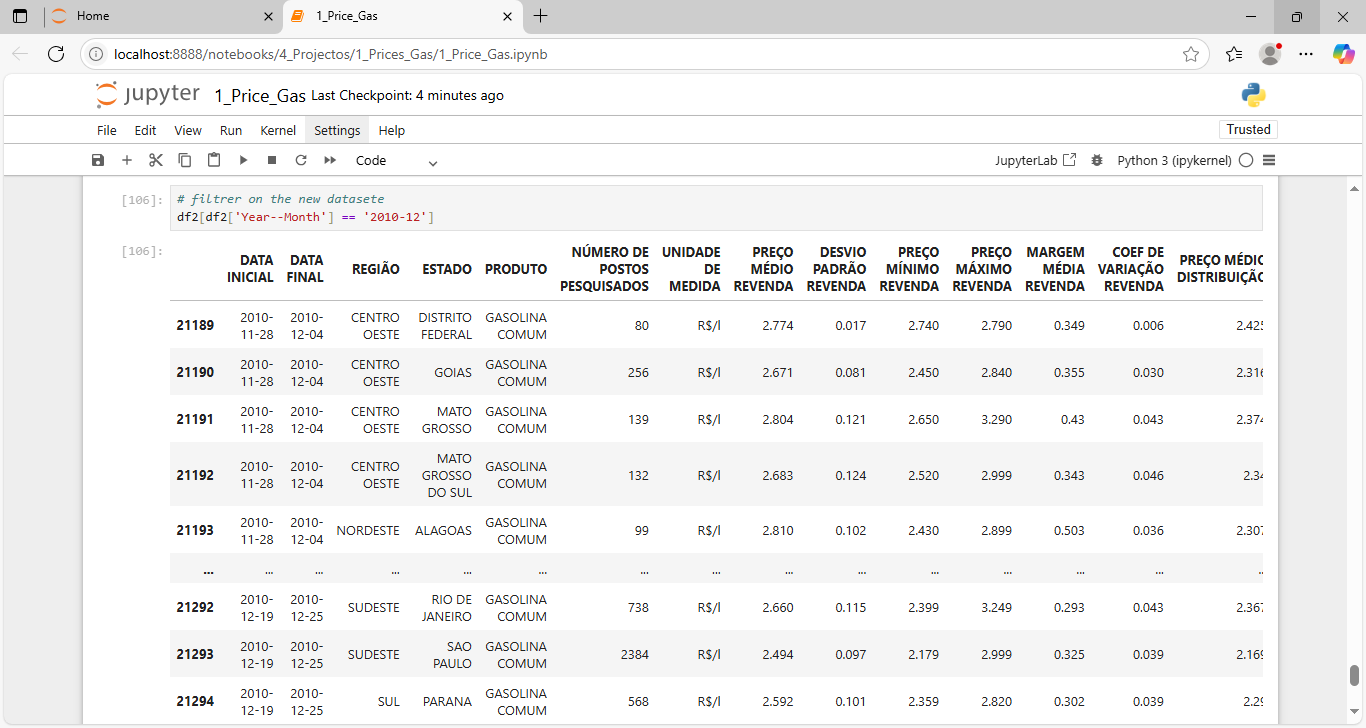 Home
1_Price_Gas
localhost:8888/notebooks/4_Projectos/1_Prices_Gas/1_Price_Gas.ipynb
jupyter 1_Price_Gas Last Checkpoint: 4 minutes ago
File Edit View Run Kernel Settings Help Trusted
Code JupyterLab Python 3 (ipykernel)
[106]: # filtrer on the new datasete
df2[df2['Year--Month'] == '2010-12']
[106]:
DATA INICIAL DATA FINAL REGIÃO ESTADO PRODUTO NÚMERO DE POSTOS PESQUISADOS UNIDADE DE MEDIDA PREÇO MÉDIO REVENDA DESVIO PADRÃO REVENDA PREÇO MÍNIMO REVENDA PREÇO MÁXIMO REVENDA MARGEM MÉDIA REVENDA COEF DE VARIAÇÃO REVENDA PREÇO MÉDIO DISTRIBUIÇÃ
21189 2010-11-28 2010-12-04 CENTRO OESTE DISTRITO FEDERAL GASOLINA COMUM 80 R$/l 2.774 0.017 2.740 2.790 0.349 0.006 2.425
21190 2010-11-28 2010-12-04 CENTRO OESTE GOIAS GASOLINA COMUM 256 R$/l 2.671 0.081 2.450 2.840 0.355 0.030 2.316
21191 2010-11-28 2010-12-04 CENTRO OESTE MATO GROSSO GASOLINA COMUM 139 R$/l 2.804 0.121 2.650 3.290 0.43 0.043 2.374
21192 2010-11-28 2010-12-04 CENTRO OESTE MATO GROSSO DO SUL GASOLINA COMUM 132 R$/l 2.683 0.124 2.520 2.999 0.343 0.046 2.34
21193 2010-11-28 2010-12-04 NORDESTE ALAGOAS GASOLINA COMUM 99 R$/l 2.810 0.102 2.430 2.899 0.503 0.036 2.307
... ... ... ... ... ... ... ... ... ... ... ... ... ... ..
21292 2010-12-19 2010-12-25 SUDESTE RIO DE JANEIRO GASOLINA COMUM 738 R$/l 2.660 0.115 2.399 3.249 0.293 0.043 2.367
21293 2010-12-19 2010-12-25 SUDESTE SAO PAULO GASOLINA COMUM 2384 R$/l 2.494 0.097 2.179 2.999 0.325 0.039 2.169
21294 2010-12-19 2010-12-25 SUL PARANA GASOLINA COMUM 568 R$/l 2.592 0.101 2.359 2.820 0.302 0.039 2.29